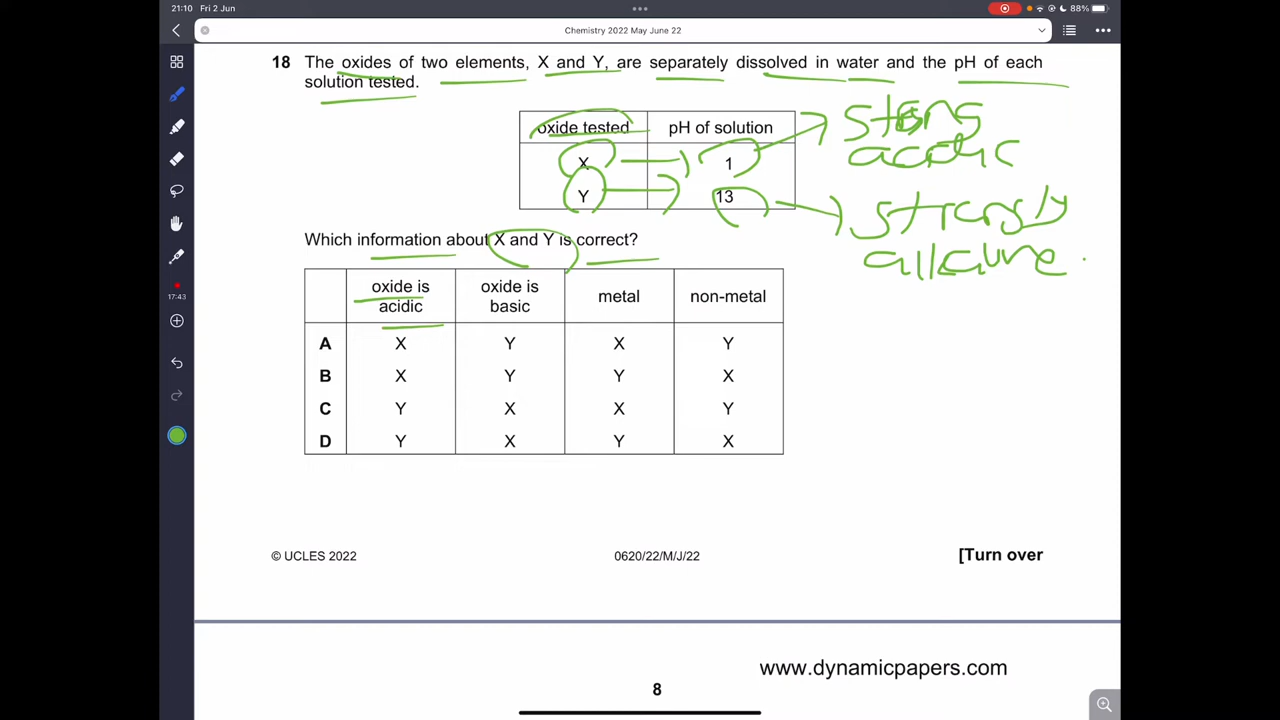 21:10 Fri 2 Jun
88%
Chemistry 2022 May June 22
18 The oxides of two elements, X and Y, are separately dissolved in water and the pH of each
solution tested.
oxide tested pH of solution
X 1
Y 13
strong
acidic
strongly
alkaline
Which information about X and Y is correct?
oxide is acidic oxide is basic metal non-metal
A X Y X Y
B X Y Y X
C Y X X Y
D Y X Y X
17:43
© UCLES 2022 0620/22/M/J/22 [Turn over
www.dynamicpapers.com
8